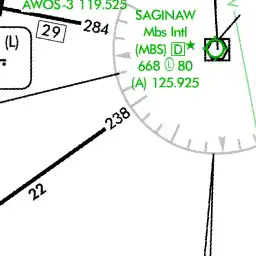 AWOS-3 119.525
284
29
(L)
SAGINAW
Mbs Intl
(MBS) D★
668 Ⓛ 80
(A) 125.925
238
22